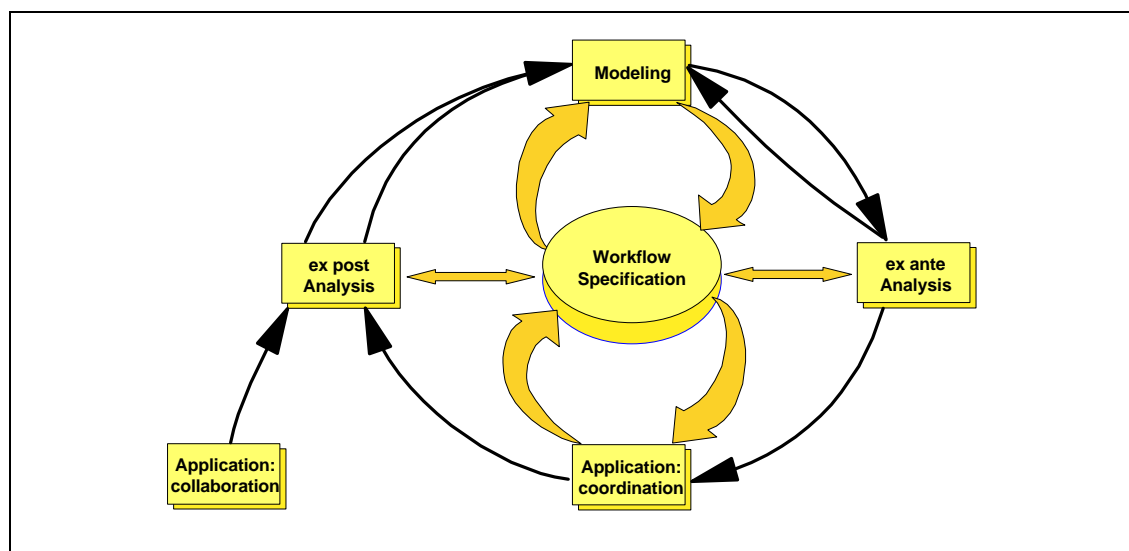 Modeling
ex post
Analysis
Workflow
Specification
ex ante
Analysis
Application:
collaboration
Application:
coordination